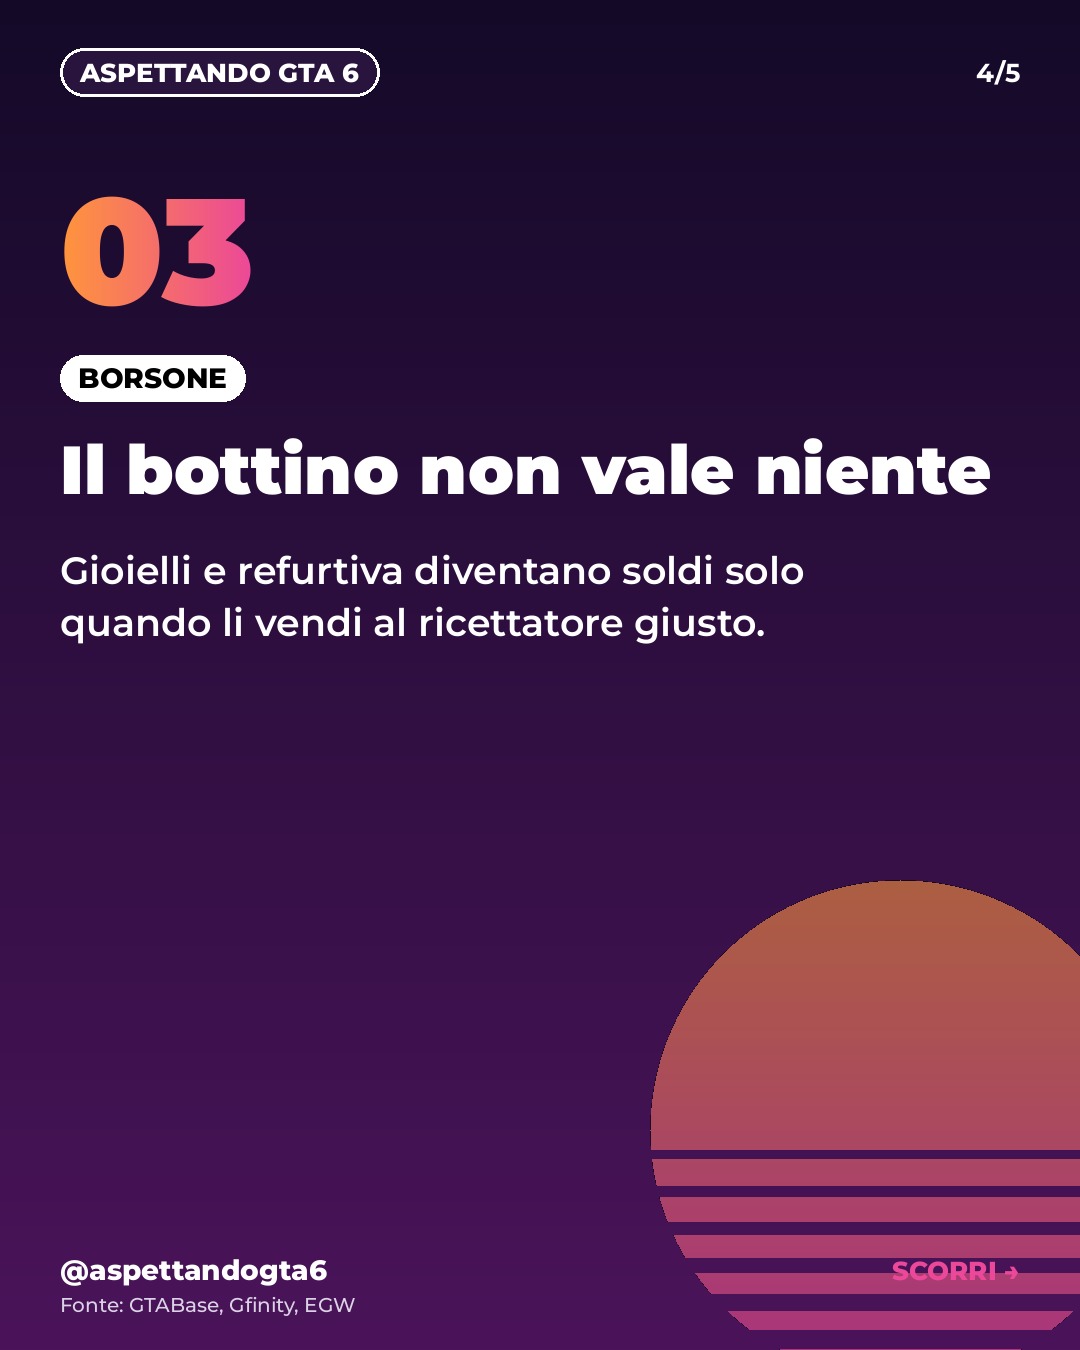 ASPETTANDO GTA 6
4/5
03
BORSONE
Il bottino non vale niente
Gioielli e refurtiva diventano soldi solo
quando li vendi al ricettatore giusto.
@aspettandogta6
Fonte: GTABase, Gfinity, EGW
SCORRI →